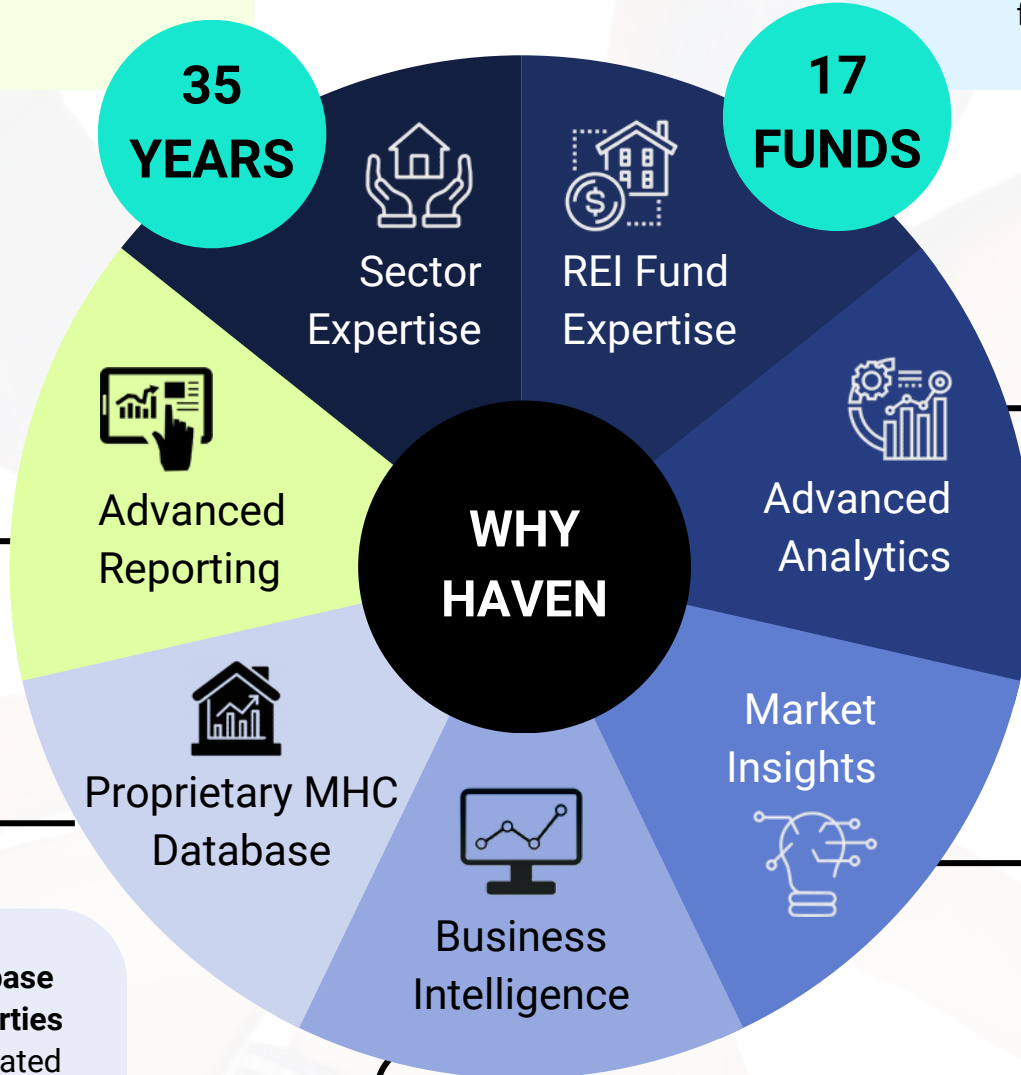 35
YEARS
17
FUNDS
Sector
Expertise
REI Fund
Expertise
Advanced
Reporting
Advanced
Analytics
WHY
HAVEN
Market
Insights
Proprietary MHC
Database
Business
Intelligence